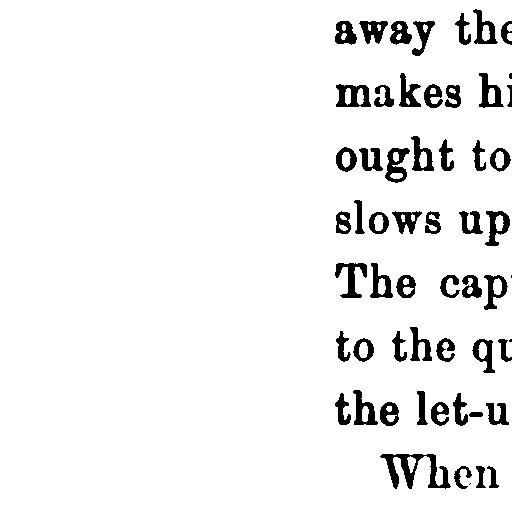 away the
makes hi
ought to
slows up
The cap
to the qu
the let-u
When